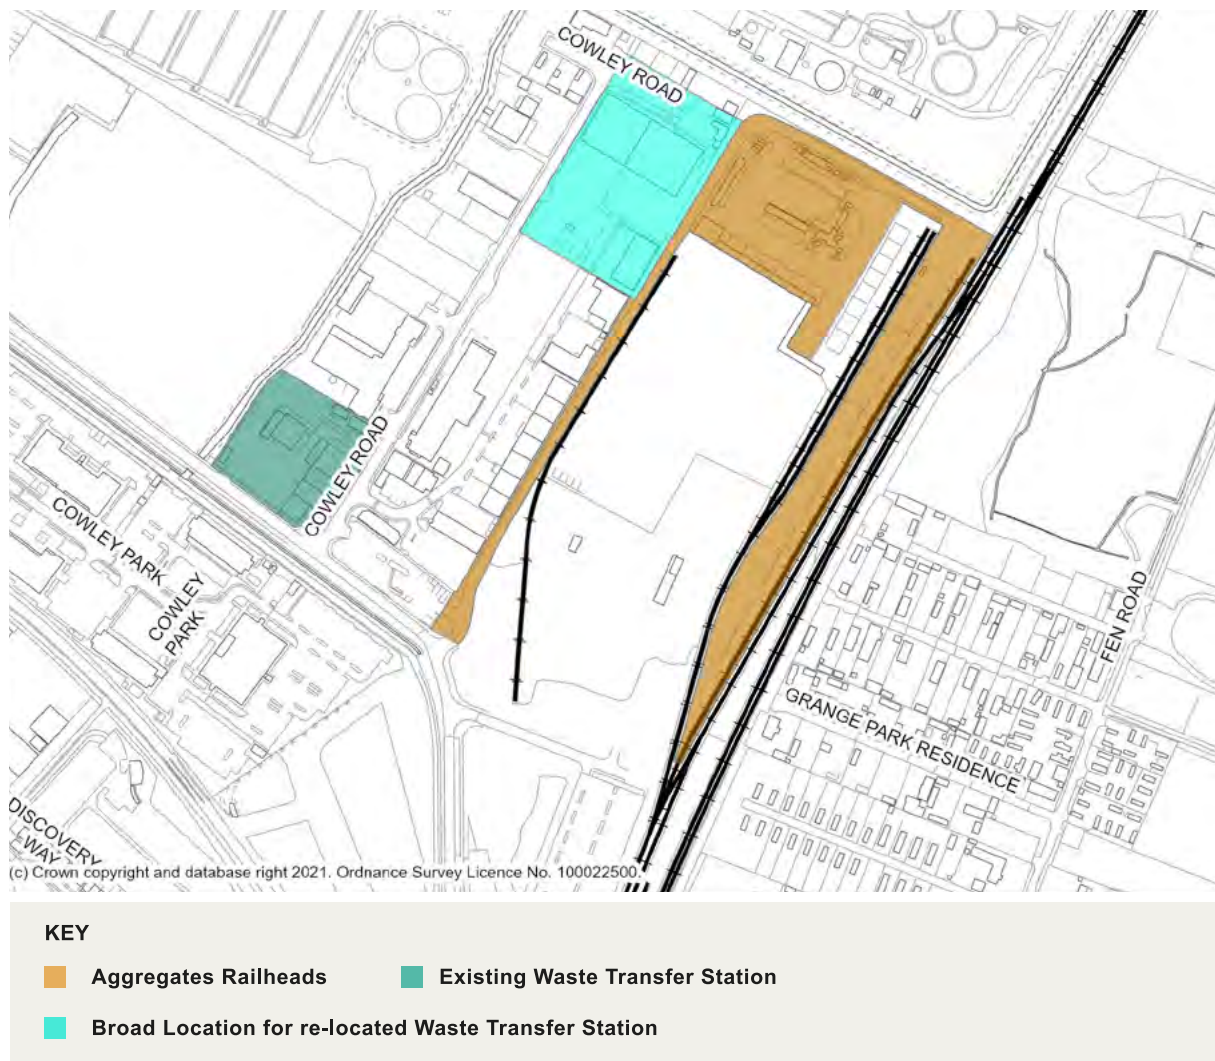 COWLEY ROAD
COWLEY ROAD
COWLEY PARK
COWLEY
PARK
FEN ROAD
GRANGE PARK RESIDENCE
DISCOVERY
WAY
(c) Crown copyright and database right 2021. Ordnance Survey Licence No. 100022500.
KEY
Aggregates Railheads
Existing Waste Transfer Station
Broad Location for re-located Waste Transfer Station